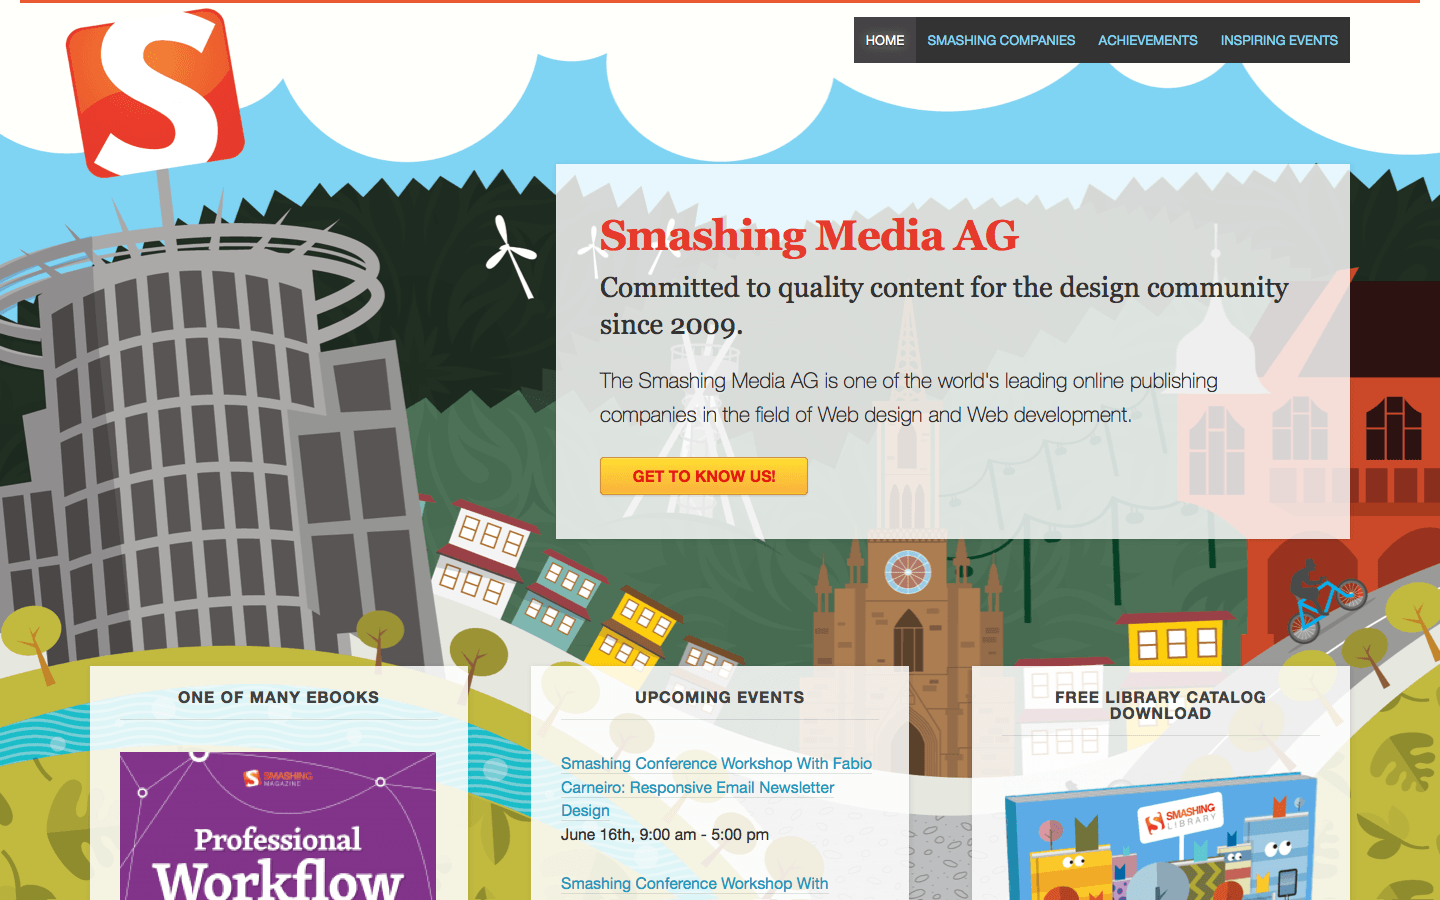 HOME SMASHING COMPANIES ACHIEVEMENTS INSPIRING EVENTS
S
Smashing Media AG
Committed to quality content for the design community
since 2009.
The Smashing Media AG is one of the world's leading online publishing
companies in the field of Web design and Web development.
GET TO KNOW US!
ONE OF MANY EBOOKS
S SMASHING
MAGAZINE
Professional
Workflow
UPCOMING EVENTS
Smashing Conference Workshop With Fabio
Carneiro: Responsive Email Newsletter
Design
June 16th, 9:00 am - 5:00 pm
Smashing Conference Workshop With
FREE LIBRARY CATALOG
DOWNLOAD
S SMASHING
LIBRARY